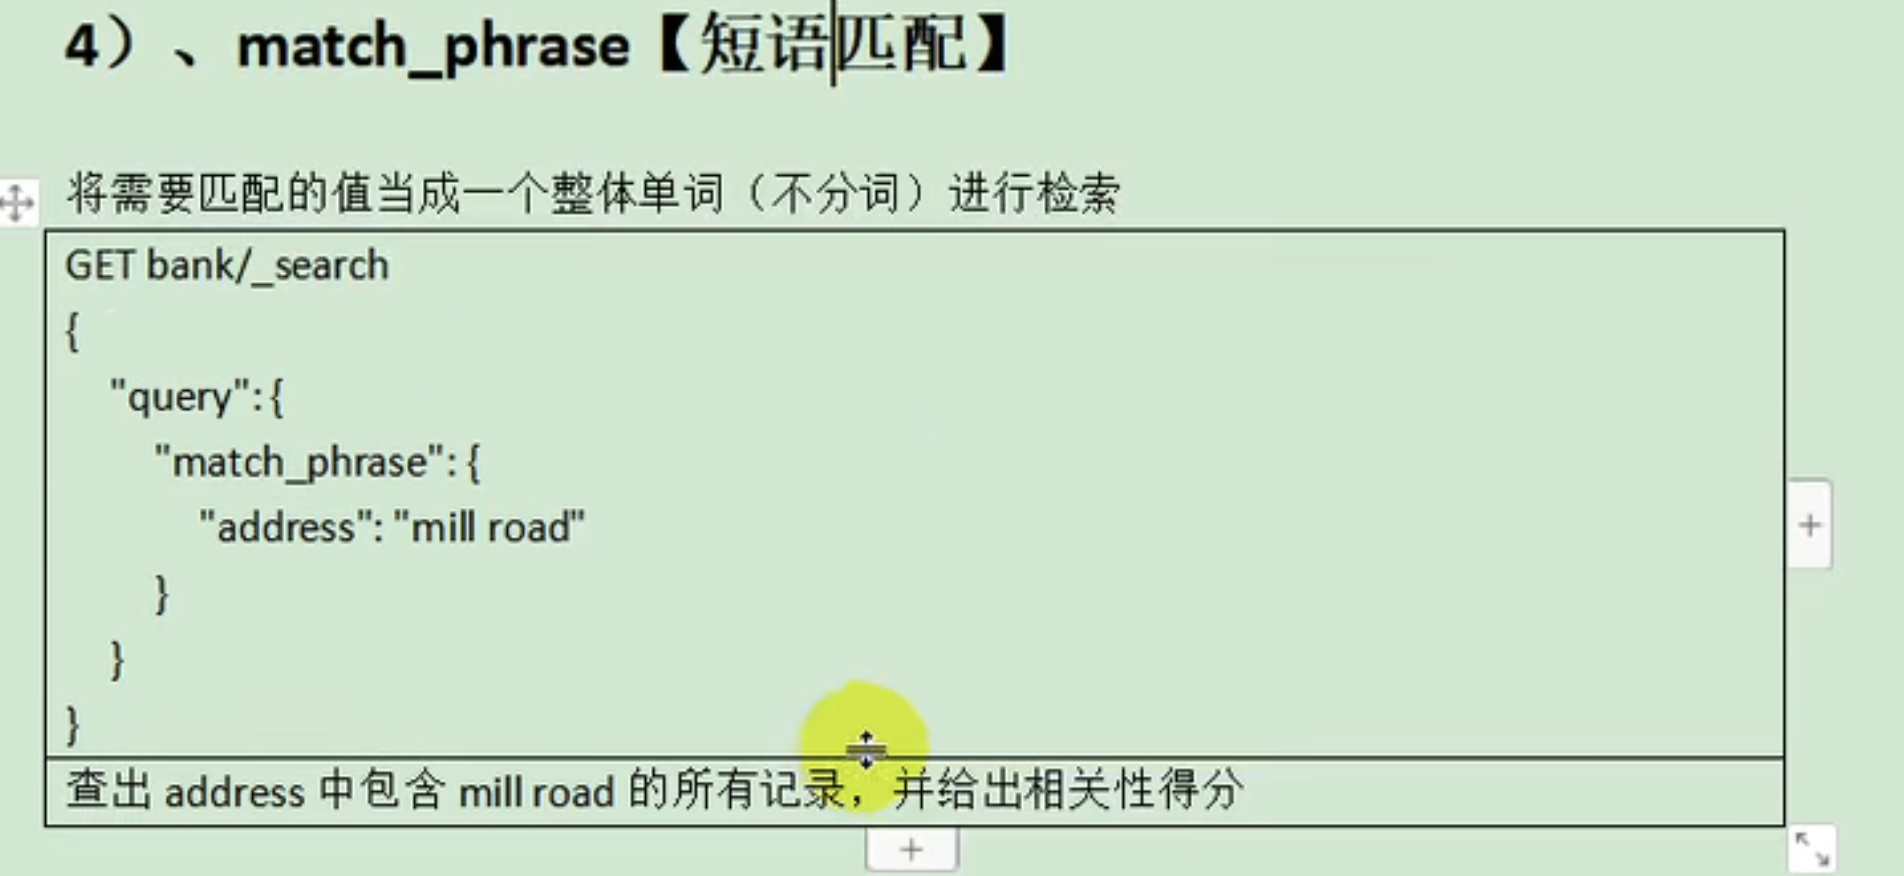 4）、match_phrase【短语匹配】
将需要匹配的值当成一个整体单词（不分词）进行检索
GET bank/_search
{
"query":{
"match_phrase": {
"address": "mill road"
}
}
}
查出 address 中包含 mill road 的所有记录，并给出相关性得分